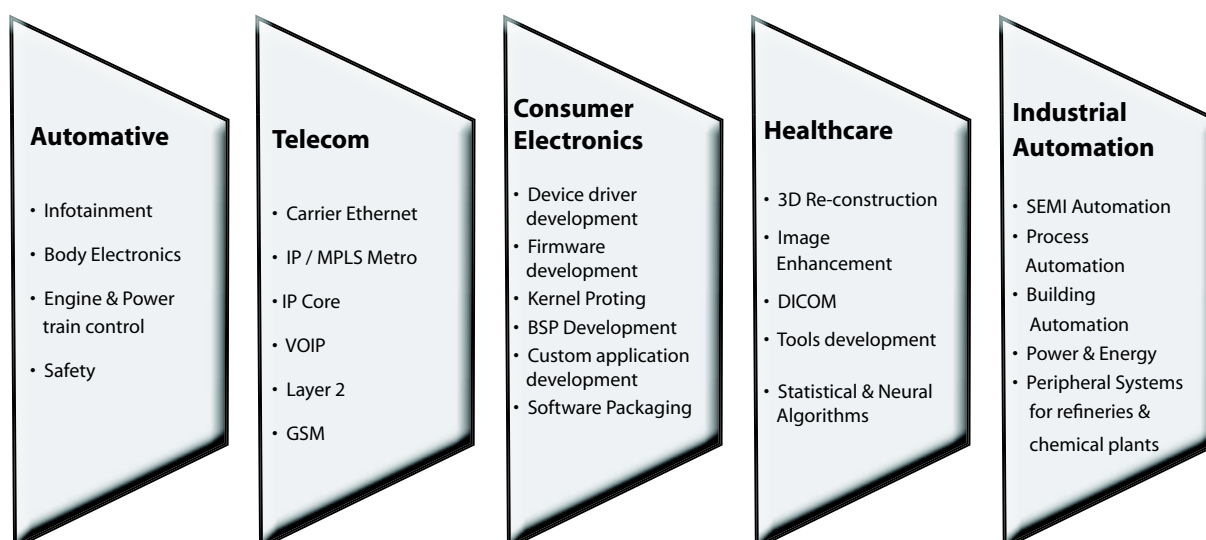 Automative
• Infotainment
• Body Electronics
• Engine & Power
train control
• Safety
Telecom
• Carrier Ethernet
• IP / MPLS Metro
• IP Core
• VOIP
• Layer 2
• GSM
Consumer
Electronics
• Device driver
development
• Firmware
development
• Kernel Proting
• BSP Development
• Custom application
development
• Software Packaging
Healthcare
• 3D Re-construction
• Image
Enhancement
• DICOM
• Tools development
• Statistical & Neural
Algorithms
Industrial
Automation
• SEMI Automation
• Process
Automation
• Building
Automation
• Power & Energy
• Peripheral Systems
for refineries &
chemical plants